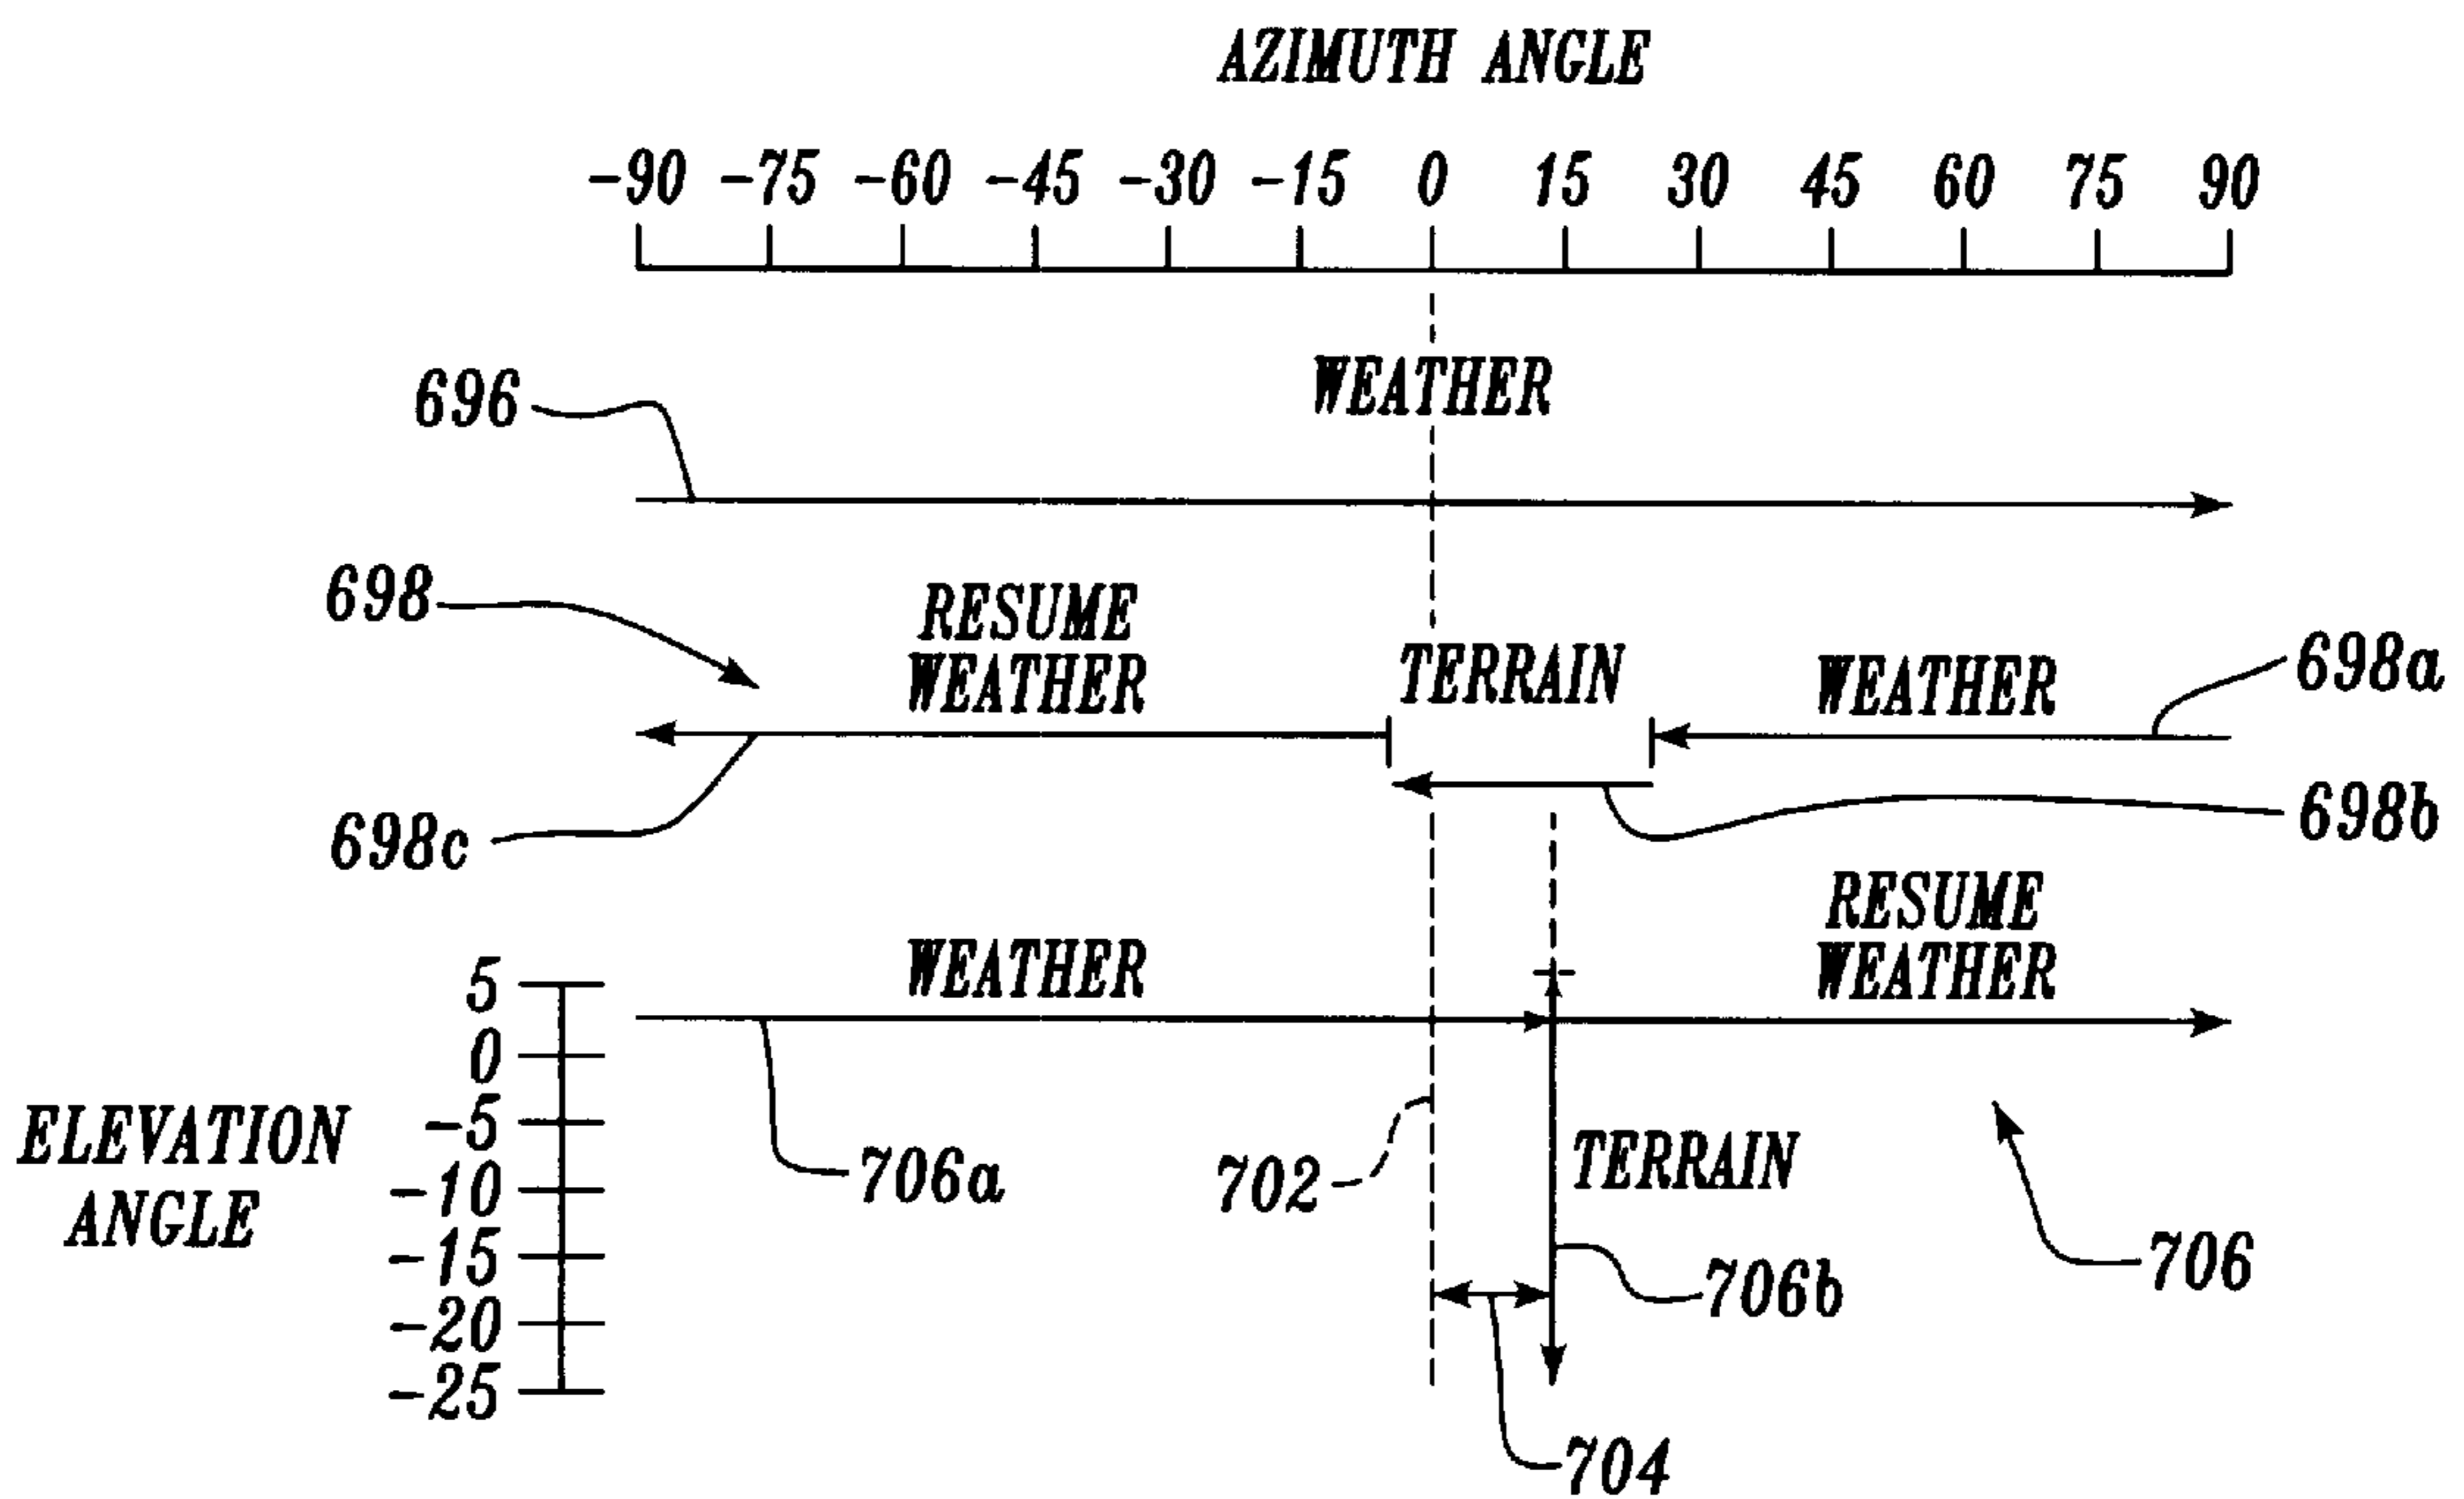 AZIMUTH ANGLE
-90 -75 -60 -45 -30 -15 0 15 30 45 60 75 90
WEATHER
696
698
RESUME
WEATHER
TERRAIN
WEATHER
698a
698c
698b
RESUME
WEATHER
WEATHER
5
0
-5
-10
-15
-20
-25
ELEVATION
ANGLE
706a
702
TERRAIN
706b
706
704